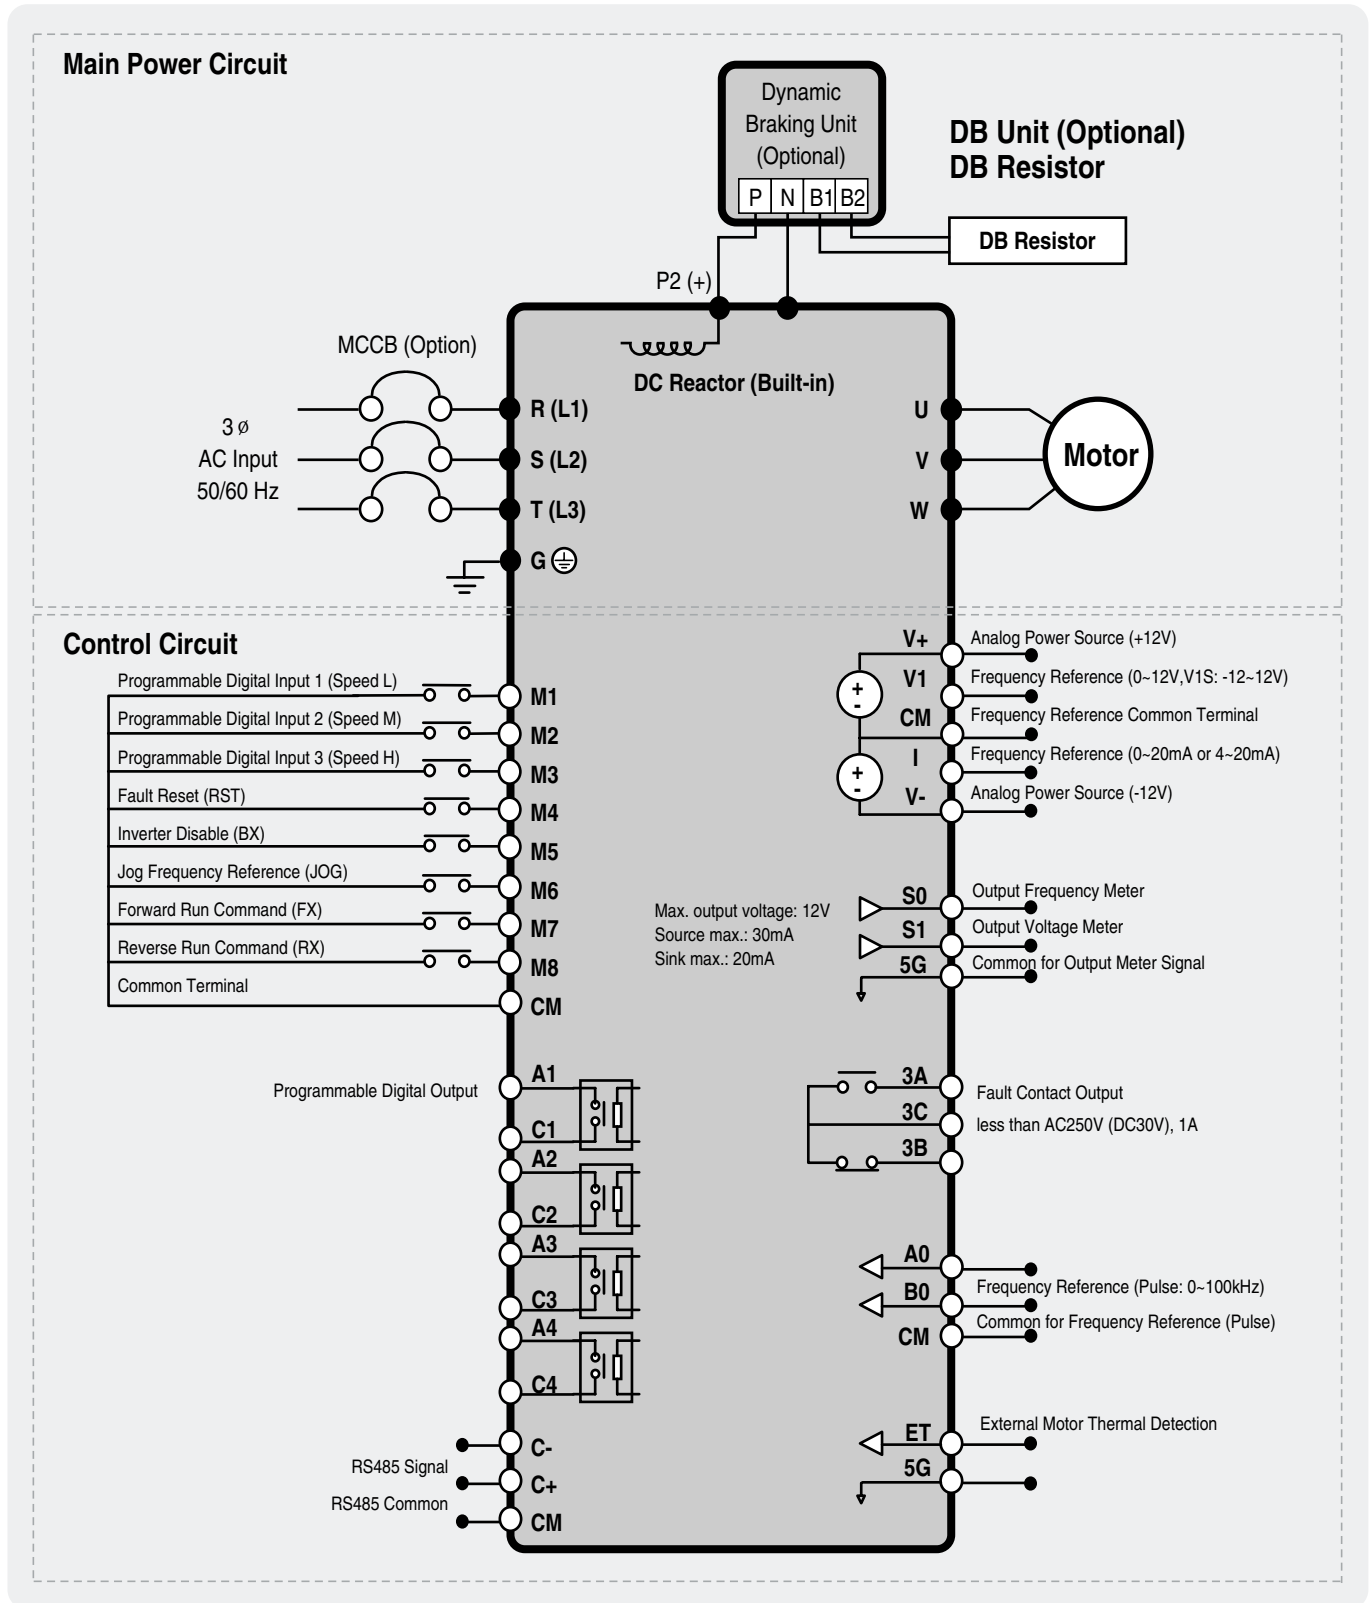 Main Power Circuit
Dynamic
Braking Unit
(Optional)
P N B1 B2
DB Unit (Optional)
DB Resistor
DB Resistor
P2 (+)
MCCB (Option)
DC Reactor (Built-in)
3 ø
AC Input
50/60 Hz
R (L1)
S (L2)
T (L3)
G
U
V
W
Motor
Control Circuit
Programmable Digital Input 1 (Speed L)
M1
Programmable Digital Input 2 (Speed M)
M2
Programmable Digital Input 3 (Speed H)
M3
Fault Reset (RST)
M4
Inverter Disable (BX)
M5
Jog Frequency Reference (JOG)
M6
Forward Run Command (FX)
M7
Reverse Run Command (RX)
M8
Common Terminal
CM
V+ Analog Power Source (+12V)
V1 Frequency Reference (0~12V,V1S: -12~12V)
CM Frequency Reference Common Terminal
I Frequency Reference (0~20mA or 4~20mA)
V- Analog Power Source (-12V)
+
-
+
-
Max. output voltage: 12V
Source max.: 30mA
Sink max.: 20mA
S0 Output Frequency Meter
S1 Output Voltage Meter
5G Common for Output Meter Signal
Programmable Digital Output
A1
C1
A2
C2
A3
C3
A4
C4
3A
3C
3B
Fault Contact Output
less than AC250V (DC30V), 1A
A0
B0
CM
Frequency Reference (Pulse: 0~100kHz)
Common for Frequency Reference (Pulse)
RS485 Signal
RS485 Common
C-
C+
CM
ET External Motor Thermal Detection
5G